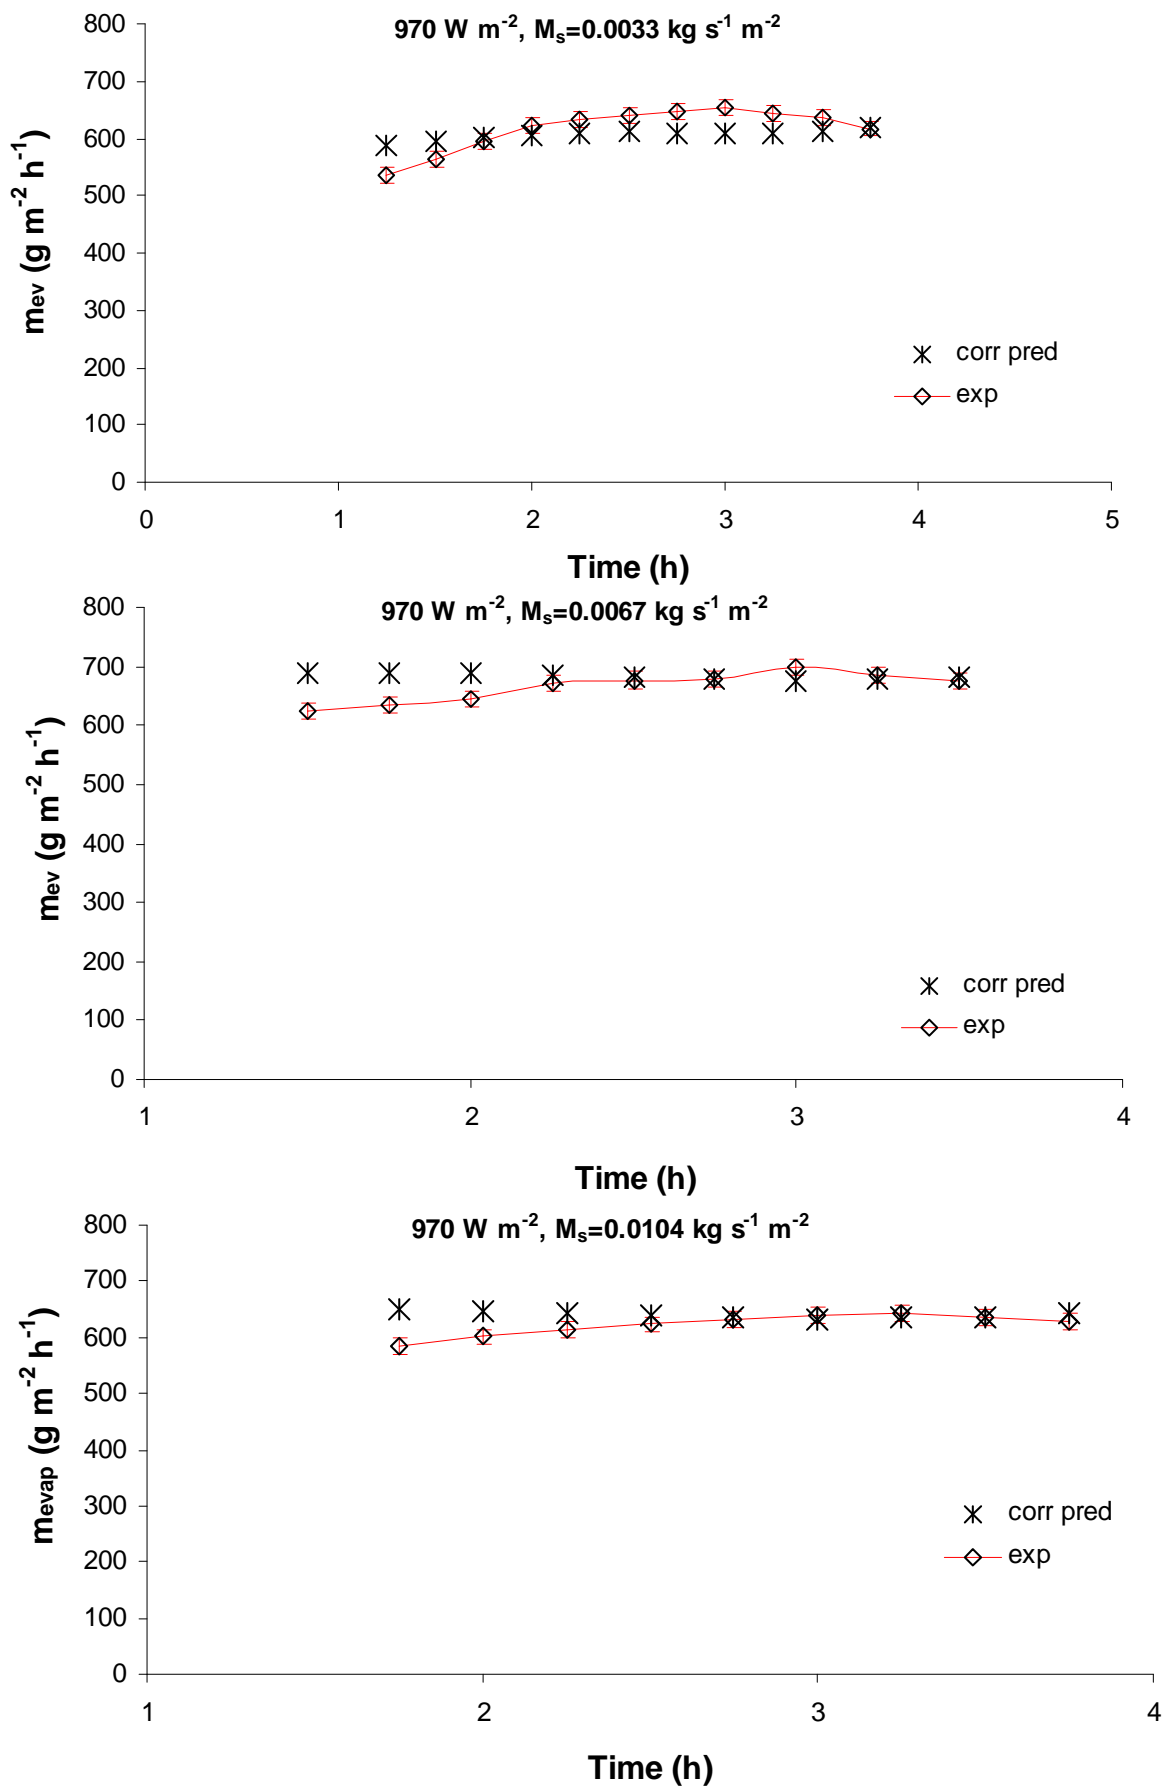 970 W m⁻², Mₛ=0.0033 kg s⁻¹ m⁻²
800
700
600
500
400
300
200
100
0
mev (g m⁻² h⁻¹)
corr pred
exp
0 1 2 3 4 5
Time (h)
970 W m⁻², Mₛ=0.0067 kg s⁻¹ m⁻²
800
700
600
500
400
300
200
100
0
mev (g m⁻² h⁻¹)
corr pred
exp
1 2 3 4
Time (h)
970 W m⁻², Mₛ=0.0104 kg s⁻¹ m⁻²
800
700
600
500
400
300
200
100
0
mevap (g m⁻² h⁻¹)
corr pred
exp
1 2 3 4
Time (h)